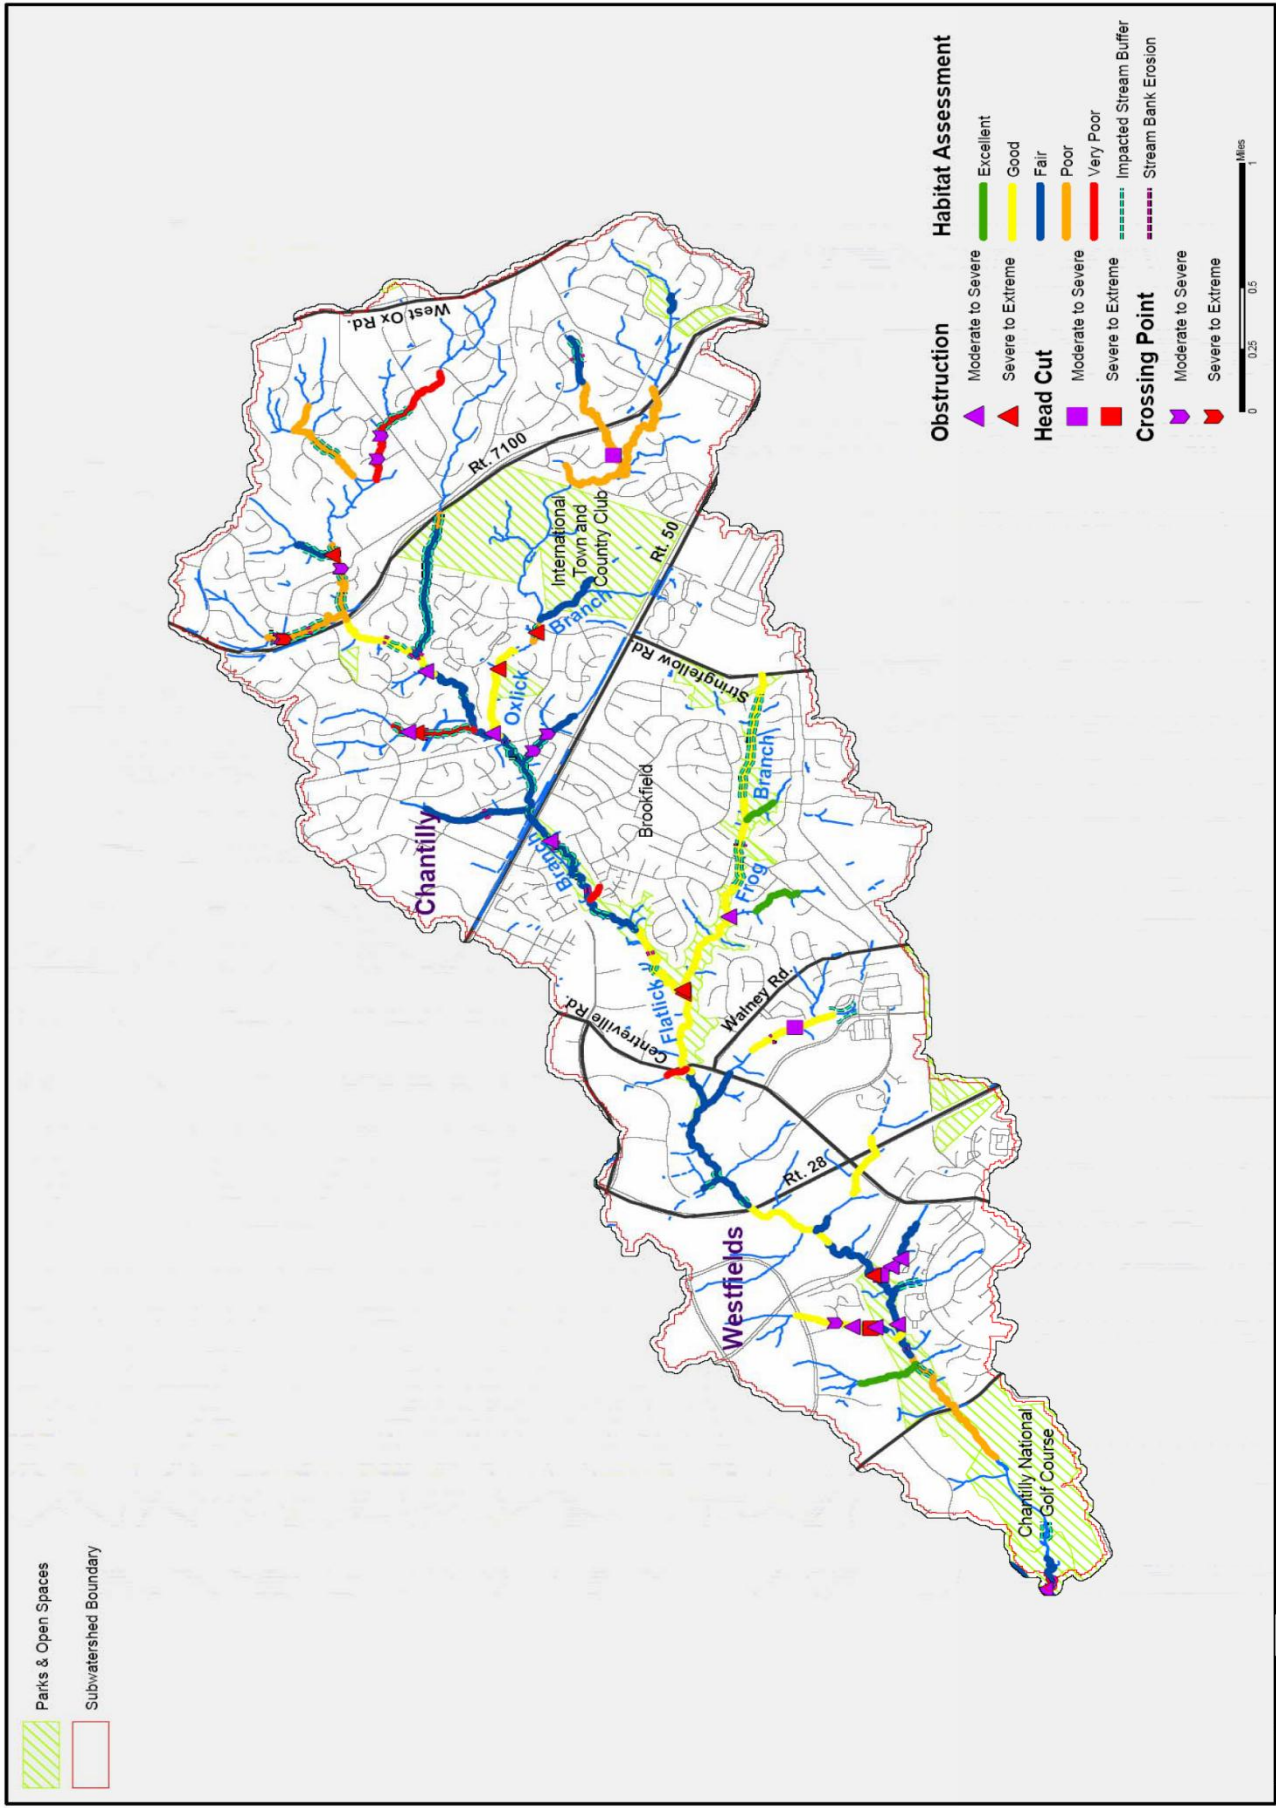 Parks & Open Spaces
Subwatershed Boundary
Chantilly
West Ox Rd.
Rt. 7100
International
Town and
Country Club
Rt. 50
Oxlick
Branch
Stringfellow Rd
Brookfield
Flatlick
Branch
Frog
Branch
Centreville Rd.
Walney Rd.
Rt. 28
Westfields
Chantilly National
Golf Course
Obstruction
Moderate to Severe
Severe to Extreme
Head Cut
Moderate to Severe
Severe to Extreme
Crossing Point
Moderate to Severe
Severe to Extreme
Habitat Assessment
Excellent
Good
Fair
Poor
Very Poor
Impacted Stream Buffer
Stream Bank Erosion
0 0.25 0.5 1
Miles